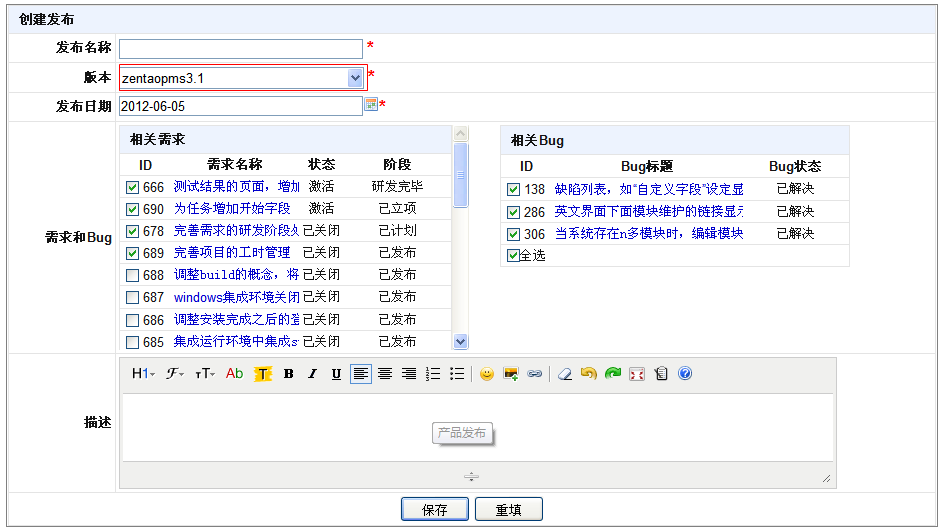 创建发布
发布名称 *
版本 zentaopms3.1 *
发布日期 2012-06-05 *
需求和Bug
相关需求
ID 需求名称 状态 阶段
666 测试结果的页面，增加 激活 研发完毕
690 为任务增加开始字段 激活 已立项
678 完善需求的研发阶段处 已关闭 已计划
689 完善项目的工时管理 已关闭 已发布
688 调整build的概念，将 已关闭 已发布
687 windows集成环境关闭 已关闭 已发布
686 调整安装完成之后的登 已关闭 已发布
685 集成运行环境中集成s 已关闭 已发布
相关Bug
ID Bug标题 Bug状态
138 缺陷列表，如“自定义字段”设定显 已解决
286 英文界面下面模块维护的链接显示 已解决
306 当系统存在n多模块时，编辑模块 已解决
全选
描述
H1 F TT Ab T B I U
产品发布
保存 重填